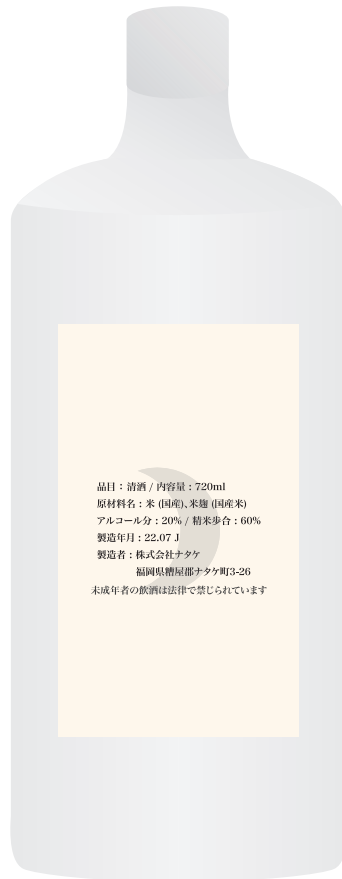 品目：清酒 / 内容量：720ml
原材料名：米 (国産)、米麹 (国産米)
アルコール分：20% / 精米歩合：60%
製造年月：22.07 J
製造者：株式会社ナタケ
福岡県糟屋郡ナタケ町3-26
未成年者の飲酒は法律で禁じられています